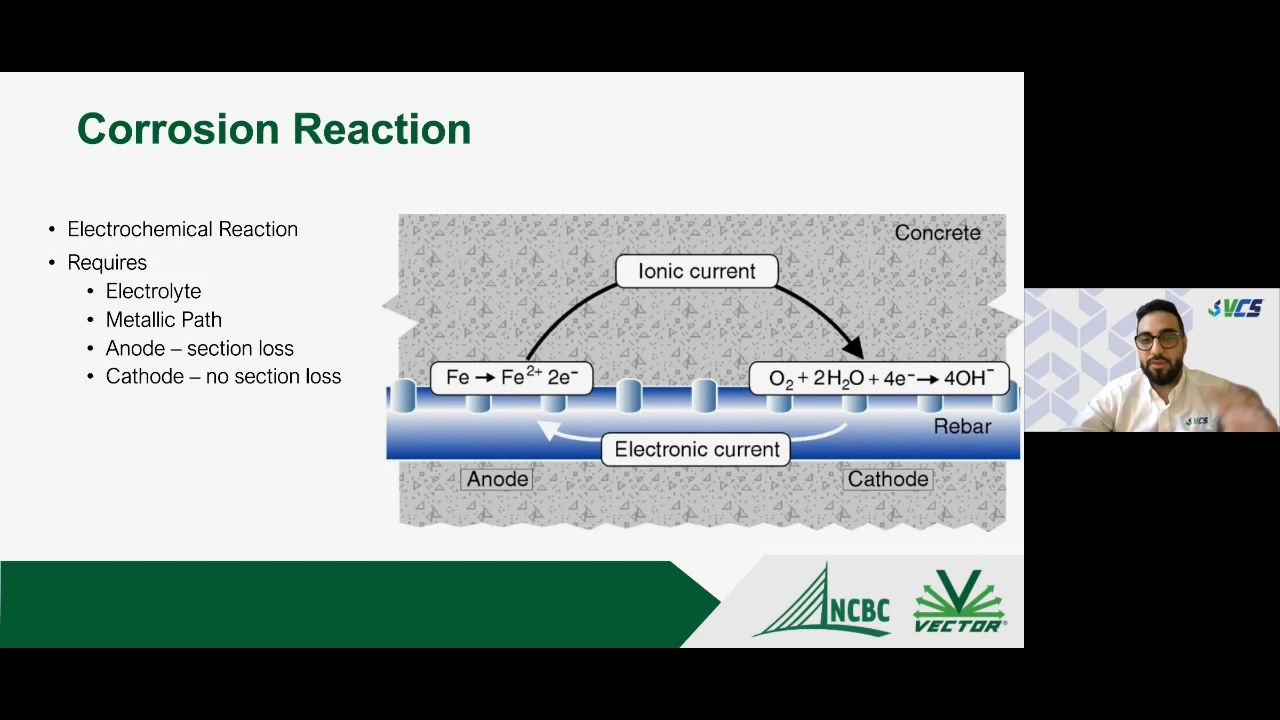 Corrosion Reaction
• Electrochemical Reaction
• Requires
• Electrolyte
• Metallic Path
• Anode – section loss
• Cathode – no section loss
Concrete
Ionic current
Fe → Fe²⁺ 2e⁻
O₂ + 2H₂O + 4e⁻ → 4OH⁻
Rebar
Electronic current
Anode
Cathode
NCBC
VECTOR®
VCS
VCS